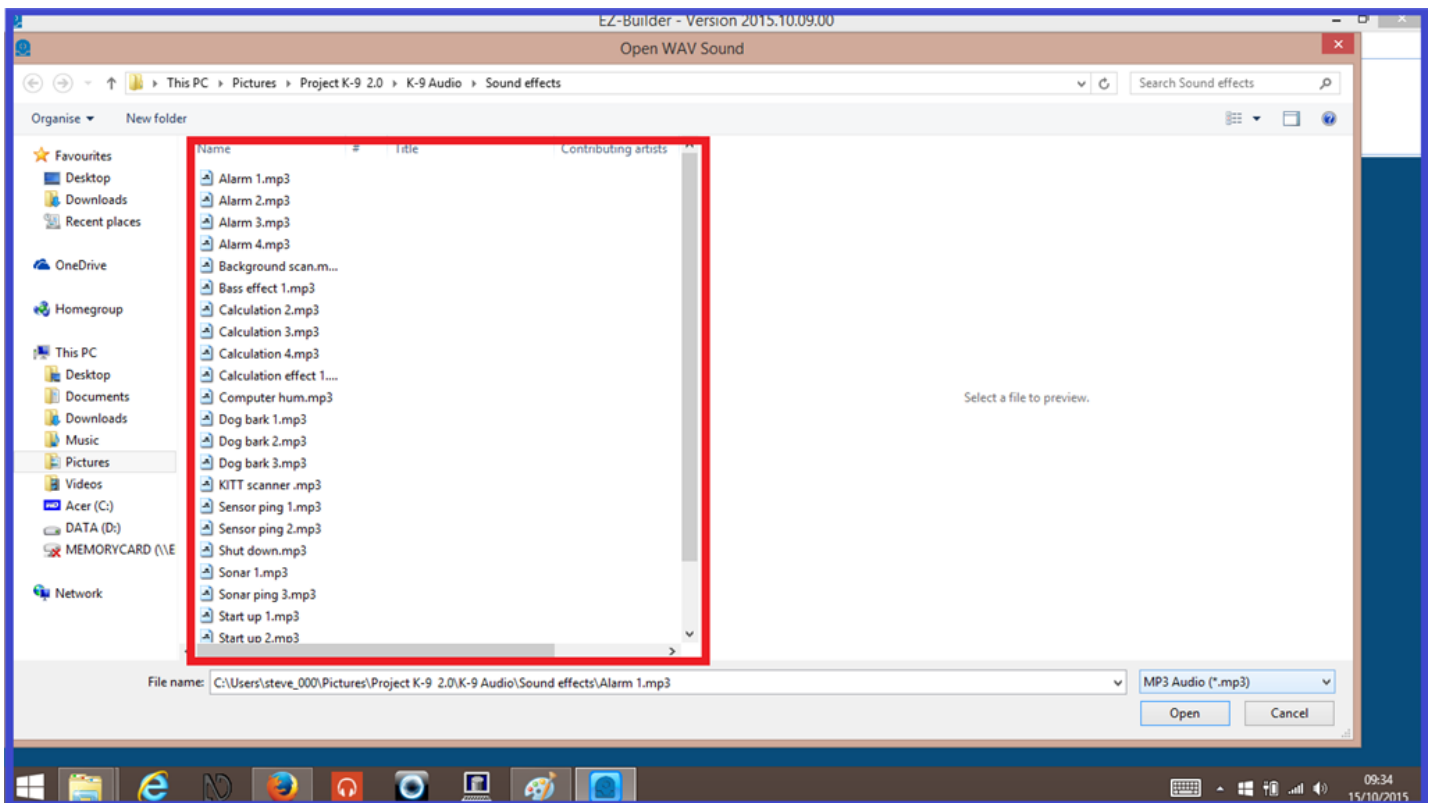 EZ-Builder - Version 2015.10.09.00
Open WAV Sound
This PC Pictures Project K-9 2.0 K-9 Audio Sound effects
Search Sound effects
Organise New folder
Favourites
Desktop
Downloads
Recent places
OneDrive
Homegroup
This PC
Desktop
Documents
Downloads
Music
Pictures
Videos
Acer (C:)
DATA (D:)
MEMORYCARD (\\E
Network
Name # Title Contributing artists
Alarm 1.mp3
Alarm 2.mp3
Alarm 3.mp3
Alarm 4.mp3
Background scan.m...
Bass effect 1.mp3
Calculation 2.mp3
Calculation 3.mp3
Calculation 4.mp3
Calculation effect 1....
Computer hum.mp3
Dog bark 1.mp3
Dog bark 2.mp3
Dog bark 3.mp3
KITT scanner .mp3
Sensor ping 1.mp3
Sensor ping 2.mp3
Shut down.mp3
Sonar 1.mp3
Sonar ping 3.mp3
Start up 1.mp3
Start up 2.mp3
Select a file to preview.
File name: C:\Users\steve_000\Pictures\Project K-9 2.0\K-9 Audio\Sound effects\Alarm 1.mp3
MP3 Audio (*.mp3)
Open Cancel
09:34
15/10/2015